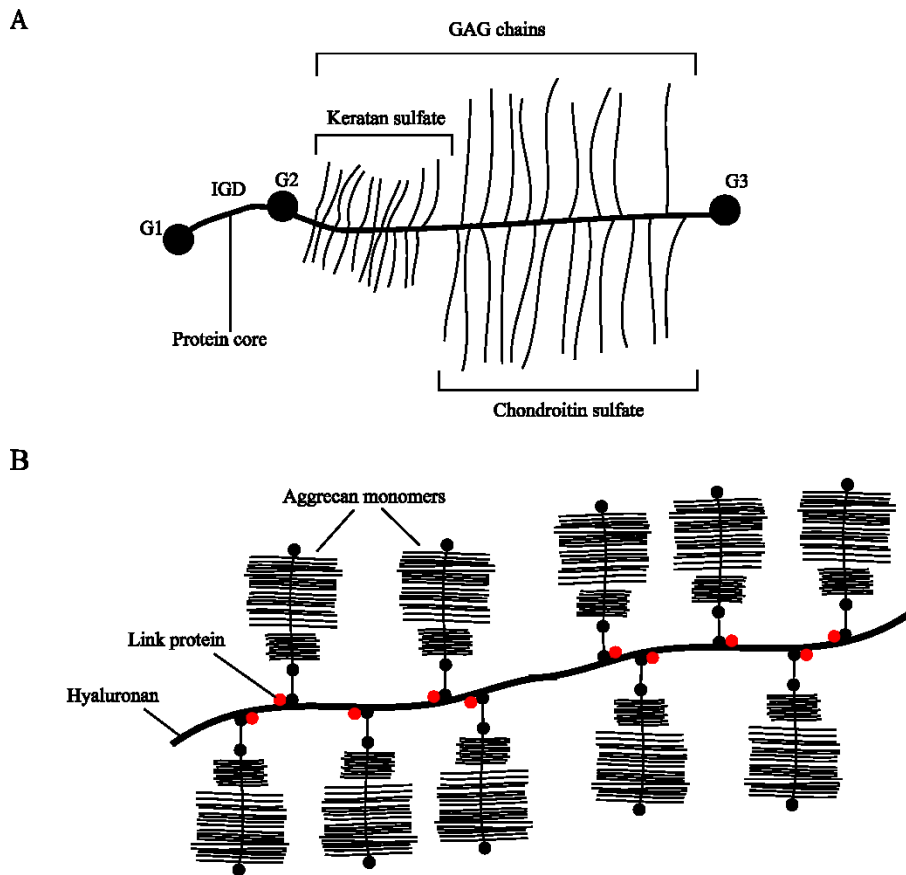 A
GAG chains
Keratan sulfate
G2
IGD
G3
G1
Protein core
Chondroitin sulfate
B
Aggrecan monomers
Link protein
Hyaluronan